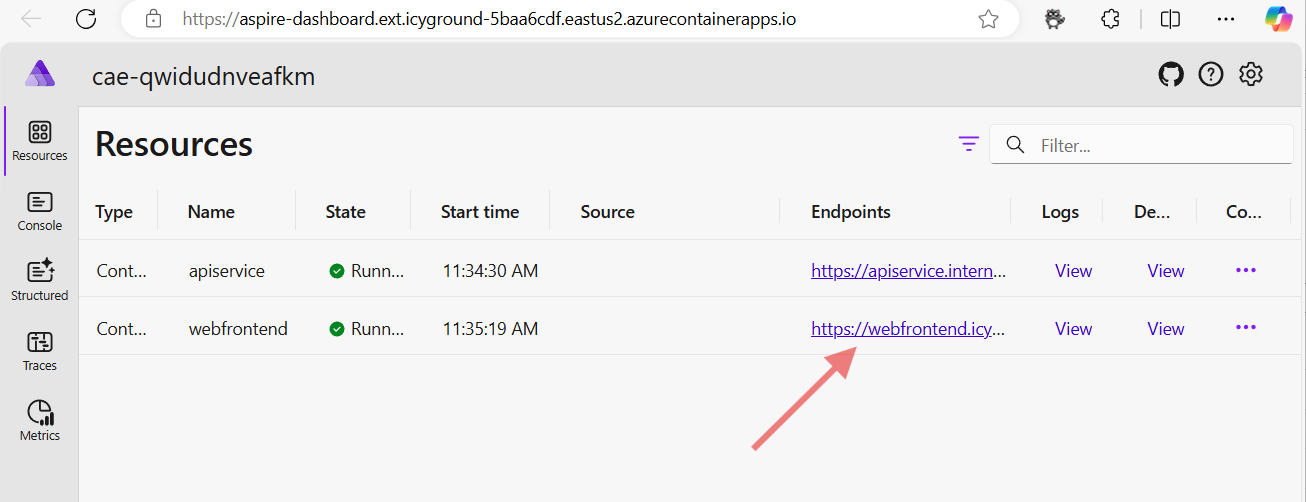 https://aspire-dashboard.ext.icyground-5baa6cdf.eastus2.azurecontainerapps.io
cae-qwidudnveafkm
Resources
Console
Structured
Traces
Metrics
Resources
Filter...
Type Name State Start time Source Endpoints Logs De... Co...
Cont... apiservice Runn... 11:34:30 AM https://apiservice.intern... View View
Cont... webfrontend Runn... 11:35:19 AM https://webfrontend.icy... View View